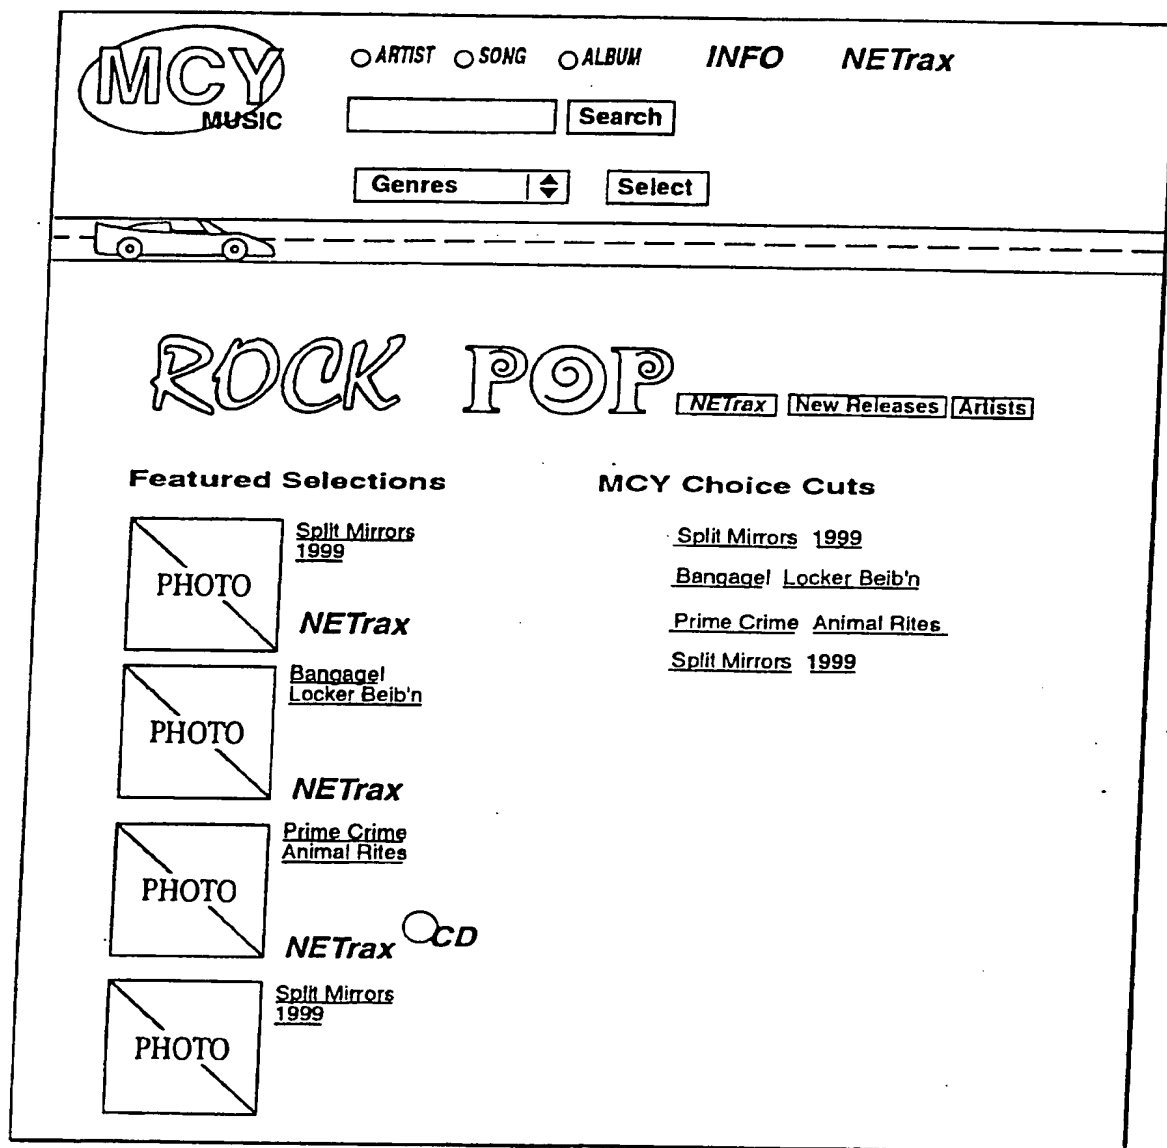 MCY
MUSIC
ARTIST SONG ALBUM INFO NETrax
Search
Genres Select
ROCK POP NETrax New Releases Artists
Featured Selections
PHOTO
Split Mirrors
1999
NETrax
PHOTO
Bangagel
Locker Beib'n
NETrax
PHOTO
Prime Crime
Animal Rites
NETrax CD
PHOTO
Split Mirrors
1999
MCY Choice Cuts
Split Mirrors 1999
Bangagel Locker Beib'n
Prime Crime Animal Rites
Split Mirrors 1999